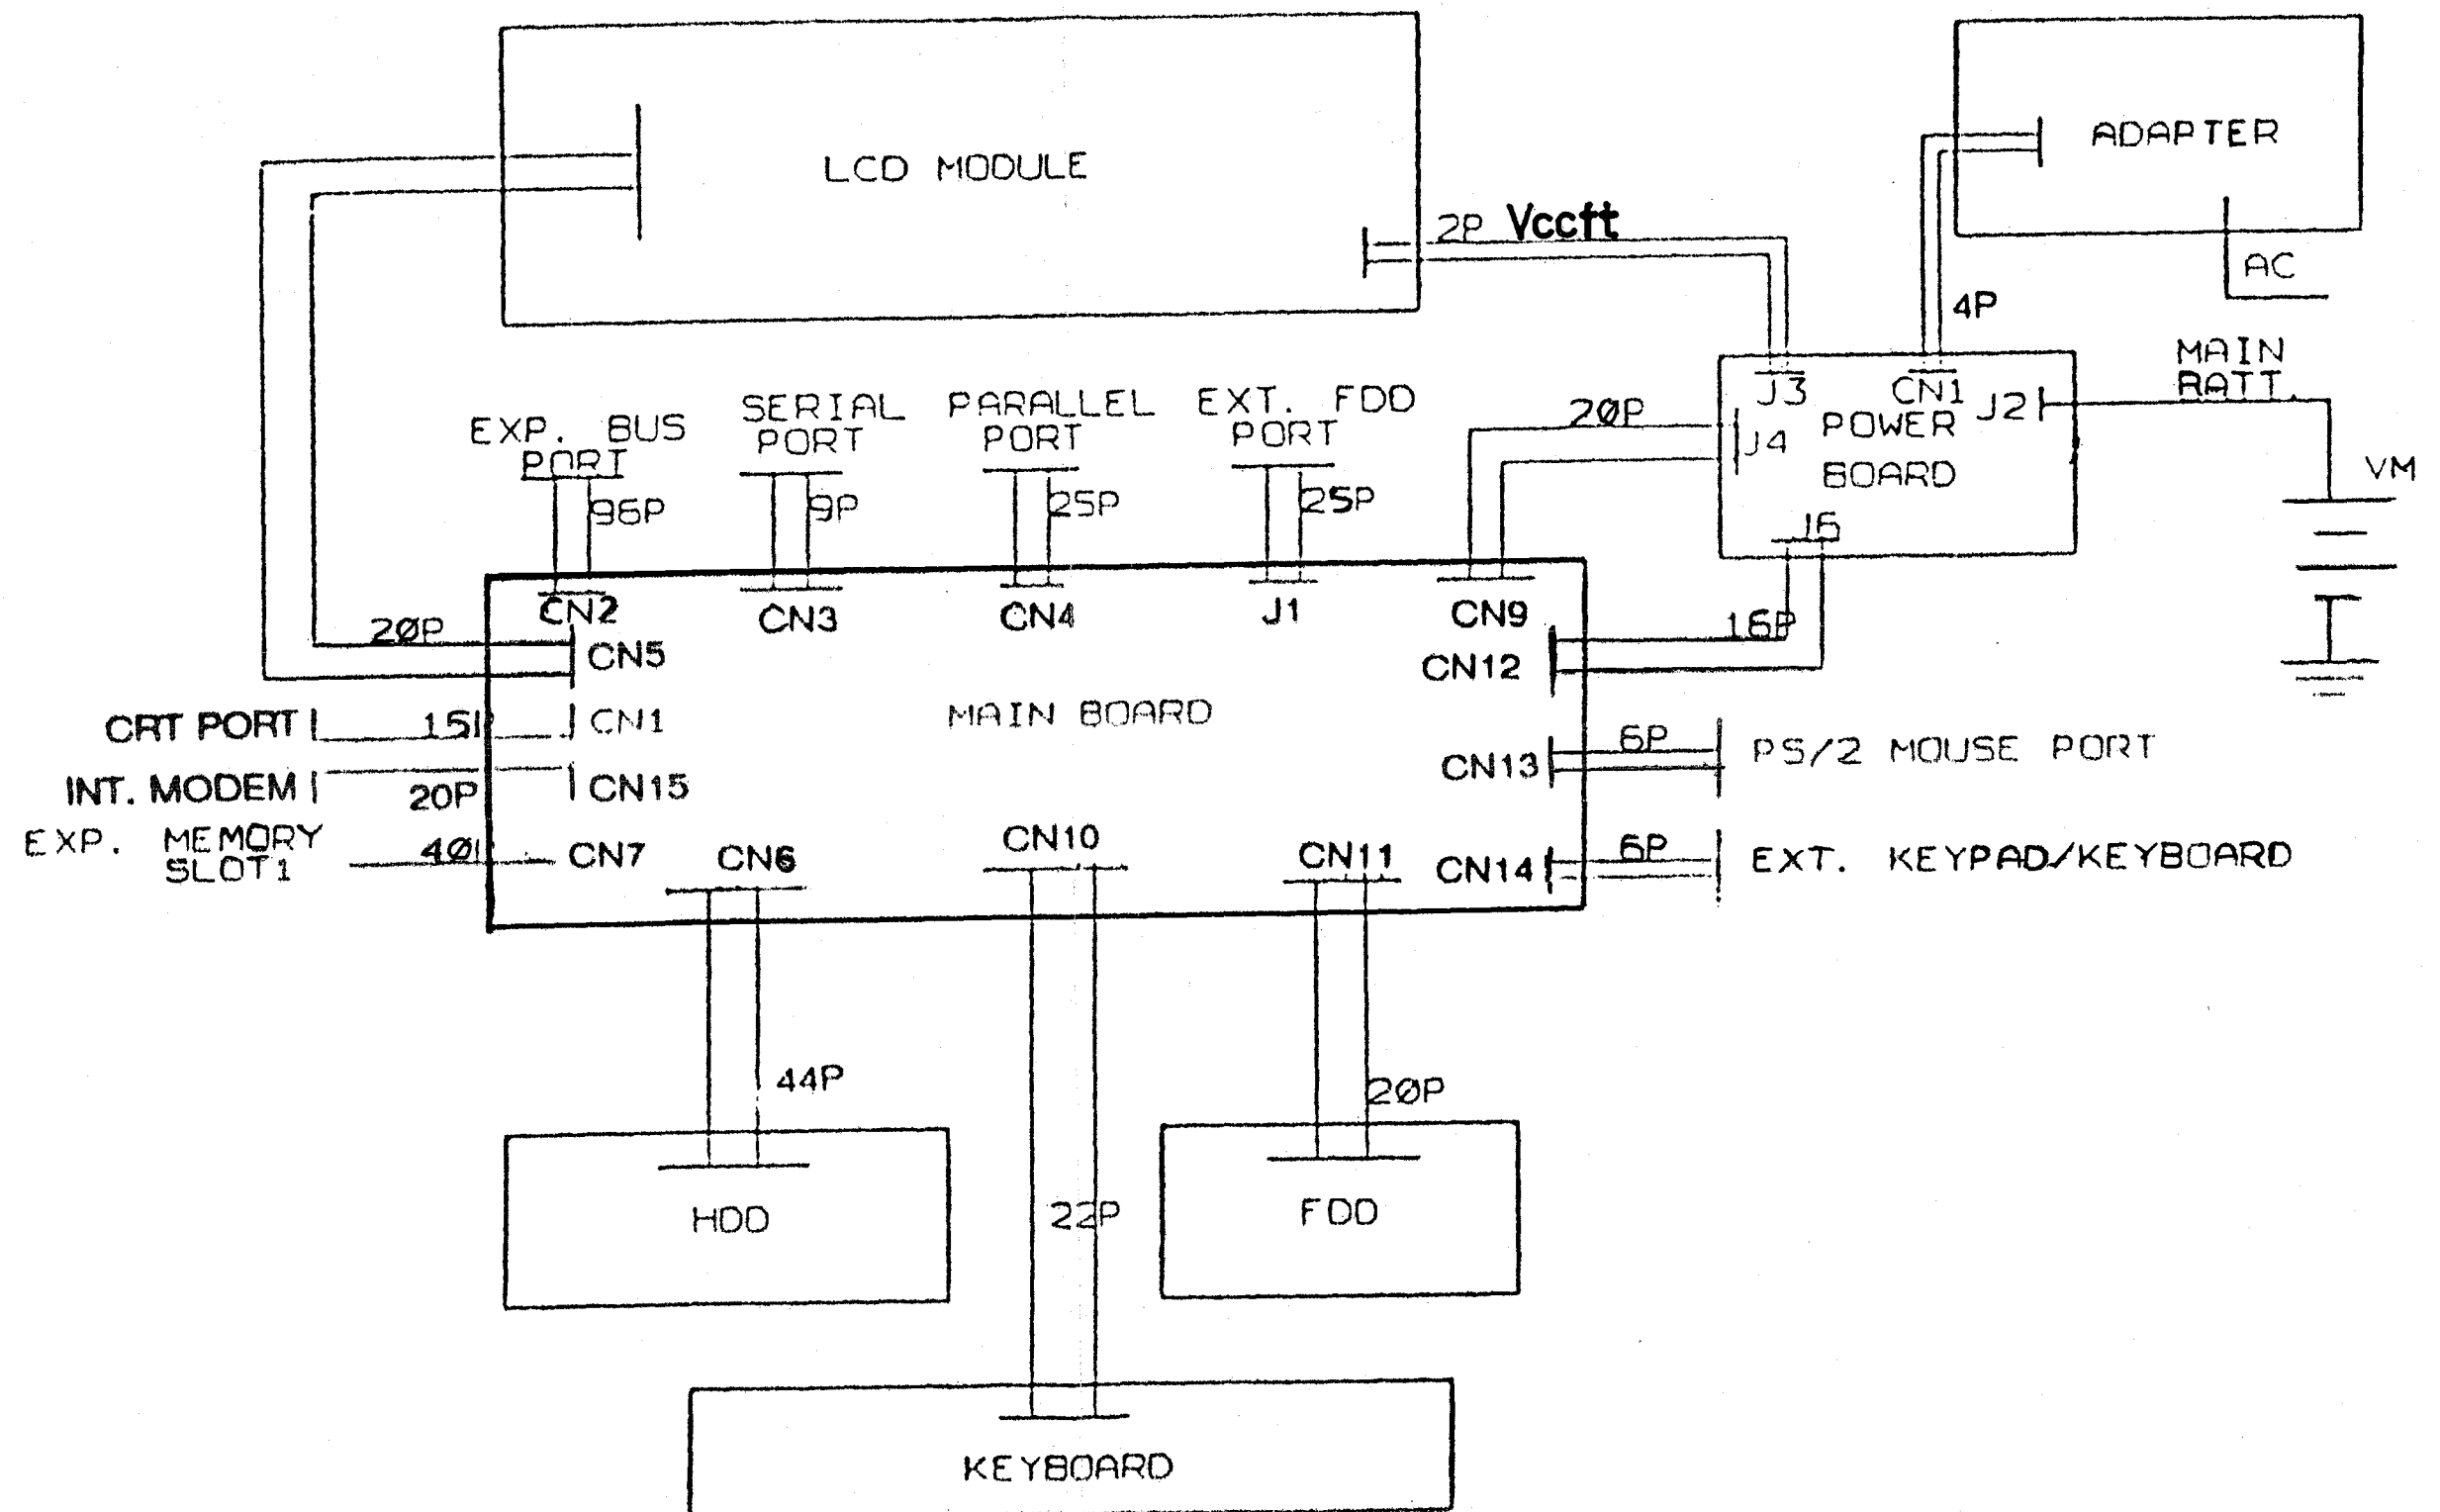 LCD MODULE
ADAPTER
2P Vccft
AC
4P
MAIN
BATT.
J3
CN1
J2
J4
POWER
BOARD
J6
VM
20P
EXP. BUS
PORT
SERIAL
PORT
PARALLEL
PORT
EXT. FDD
PORT
96P
9P
25P
25P
CN2
CN3
CN4
J1
CN9
20P
CN5
CN12
16P
CRT PORT
15P
CN1
MAIN BOARD
CN13
6P
PS/2 MOUSE PORT
INT. MODEM
20P
CN15
EXP. MEMORY
SLOT1
40P
CN7
CN6
CN10
CN11
CN14
6P
EXT. KEYPAD/KEYBOARD
44P
20P
22P
HDD
FDD
KEYBOARD